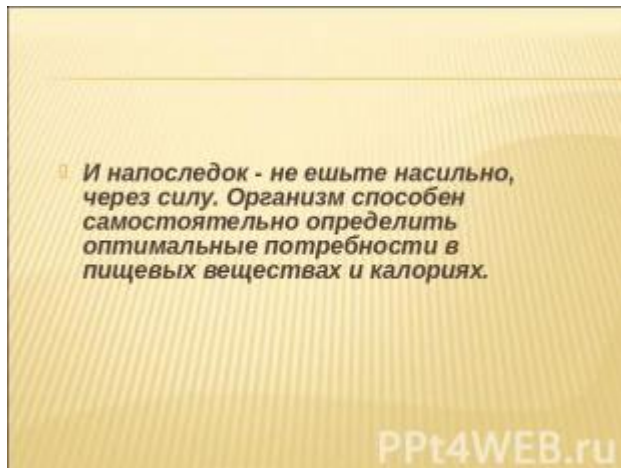 И напоследок - не ешьте насильно,
через силу. Организм способен
самостоятельно определить
оптимальные потребности в
пищевых веществах и калориях.
PPt4WEB.ru